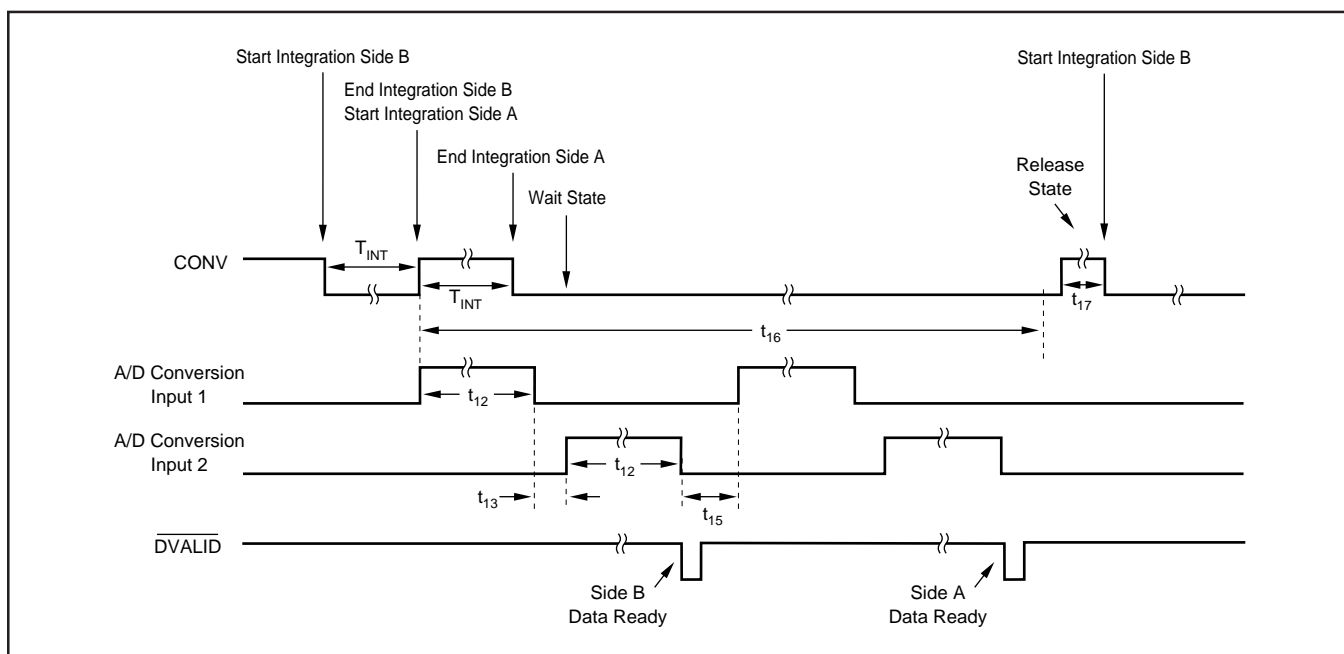 Start Integration Side B
Start Integration Side B
End Integration Side B
Start Integration Side A
End Integration Side A
Release
State
Wait State
CONV
T_INT
T_INT
t_17
t_16
A/D Conversion
Input 1
t_12
A/D Conversion
Input 2
t_12
t_13
t_15
DVALID
Side B
Data Ready
Side A
Data Ready